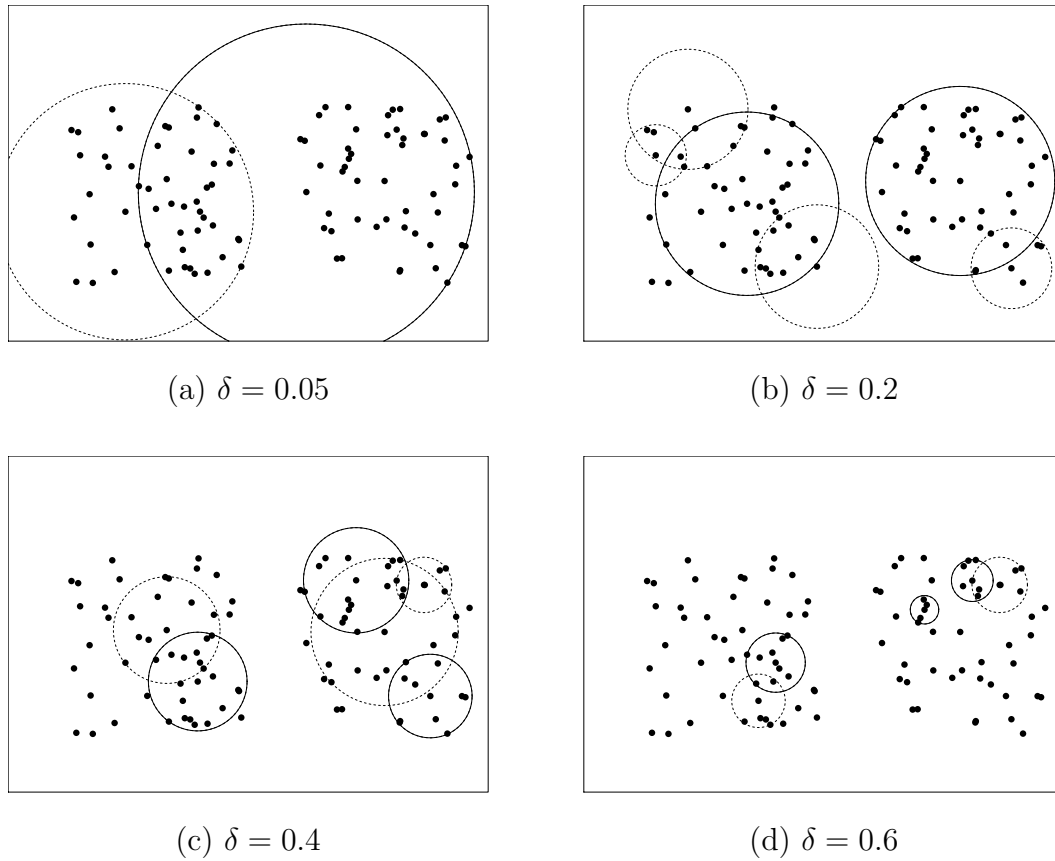 (a) δ = 0.05
(b) δ = 0.2
(c) δ = 0.4
(d) δ = 0.6